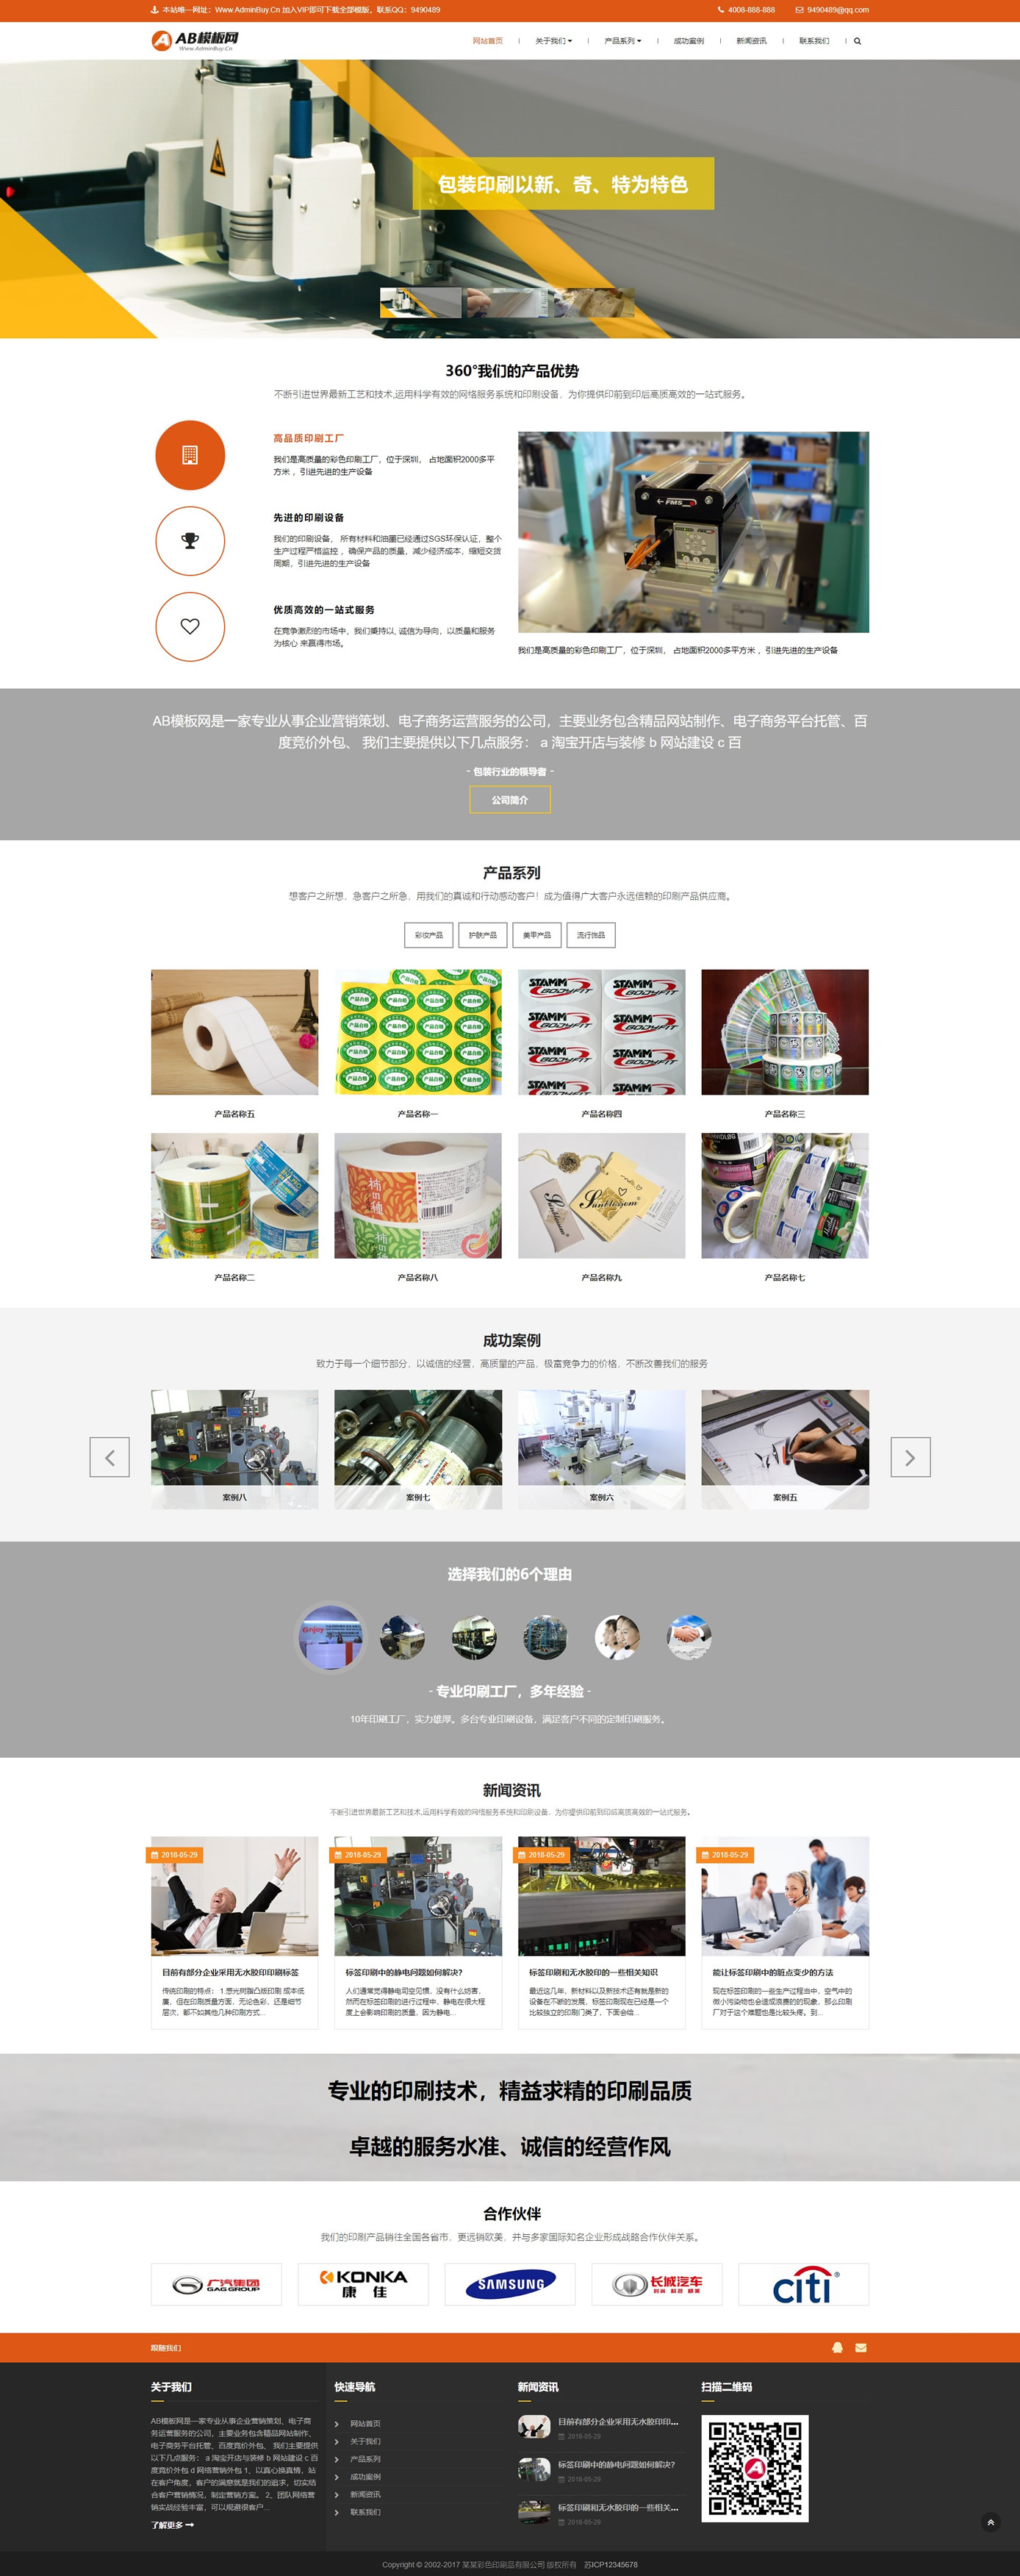 本站唯一网址：Www.AdminBuy.Cn 加入VIP即可下载全部模版，联系QQ：9490489
4008-888-888
9490489@qq.com
AB模板网
Www.AdminBuy.Cn
网站首页
关于我们
产品系列
成功案例
新闻资讯
联系我们
包装印刷以新、奇、特为特色
360°我们的产品优势
不断引进世界最新工艺和技术,运用科学有效的网络服务系统和印刷设备，为你提供印前到印后高质高效的一站式服务。
高品质印刷工厂
我们是高质量的彩色印刷工厂，位于深圳， 占地面积2000多平
方米 ，引进先进的生产设备
先进的印刷设备
我们的印刷设备， 所有材料和油墨已经通过SGS环保认证，整个
生产过程严格监控 ，确保产品的质量，减少经济成本，缩短交货
周期，引进先进的生产设备
优质高效的一站式服务
在竞争激烈的市场中，我们秉持以, 诚信为导向，以质量和服务
为核心 来赢得市场。
FMS
我们是高质量的彩色印刷工厂，位于深圳， 占地面积2000多平方米 ，引进先进的生产设备
AB模板网是一家专业从事企业营销策划、电子商务运营服务的公司，主要业务包含精品网站制作、电子商务平台托管、百
度竞价外包、 我们主要提供以下几点服务： a 淘宝开店与装修 b 网站建设 c 百
- 包装行业的领导者 -
公司简介
产品系列
想客户之所想，急客户之所急，用我们的真诚和行动感动客户！成为值得广大客户永远信赖的印刷产品供应商。
彩妆产品
护肤产品
美甲产品
流行饰品
产品合格
STAMM
BODYFIT
产品名称五
产品名称一
产品名称四
产品名称三
柿の種
Sunblossom
产品名称二
产品名称八
产品名称九
产品名称七
成功案例
致力于每一个细节部分，以诚信的经营，高质量的产品，极富竞争力的价格，不断改善我们的服务
案例八
案例七
案例六
案例五
选择我们的6个理由
Ginjoy
- 专业印刷工厂，多年经验 -
10年印刷工厂，实力雄厚。多台专业印刷设备，满足客户不同的定制印刷服务。
新闻资讯
不断引进世界最新工艺和技术,运用科学有效的网络服务系统和印刷设备，为你提供印前到印后高质高效的一站式服务。
2018-05-29
2018-05-29
2018-05-29
2018-05-29
目前有部分企业采用无水胶印印刷标签
传统印刷的特点： 1.感光树脂凸版印刷 成本低
廉，但在印刷质量方面，无论色彩，还是细节
层次，都不如其他几种印刷方式...
标签印刷中的静电问题如何解决?
人们通常觉得静电司空见惯，没有什么妨害，
然而在标签印刷的进行过程中，静电在很大程
度上会影响印刷的质量，因为静电...
标签印刷和无水胶印的一些相关知识
最近这几年，新材料以及新技术还有就是新的
设备在不断的发展，标签印刷现在已经是一个
比较独立的印刷门类了，下面会给...
能让标签印刷中的脏点变少的方法
现在标签印刷的一些生产过程当中，空气中的
微小污染物也会造成浪费的的现象，那么印刷
厂对于这个难题也是比较头疼。到...
专业的印刷技术，精益求精的印刷品质
卓越的服务水准、诚信的经营作风
合作伙伴
我们的印刷产品销往全国各省市，更远销欧美，并与多家国际知名企业形成战略合作伙伴关系。
广汽集团
GAC GROUP
KONKA
康佳
SAMSUNG
长城汽车
citi
跟随我们
关于我们
AB模板网是一家专业从事企业营销策划、电子商
务运营服务的公司，主要业务包含精品网站制作、
电子商务平台托管、百度竞价外包、 我们主要提供
以下几点服务： a 淘宝开店与装修 b 网站建设 c 百
度竞价外包 d 网络营销外包 1、以真心换真情，站
在客户角度，客户的满意就是我们的追求，切实结
合客户营销情况，制定营销方案。 2、团队网络营
销实战经验丰富，可以规避很客户...
了解更多
快速导航
网站首页
关于我们
产品系列
成功案例
新闻资讯
联系我们
新闻资讯
目前有部分企业采用无水胶印印...
2018-05-29
标签印刷中的静电问题如何解决?
2018-05-29
标签印刷和无水胶印的一些相关...
2018-05-29
扫描二维码
Copyright © 2002-2017 某某彩色印刷品有限公司 版权所有 苏ICP12345678